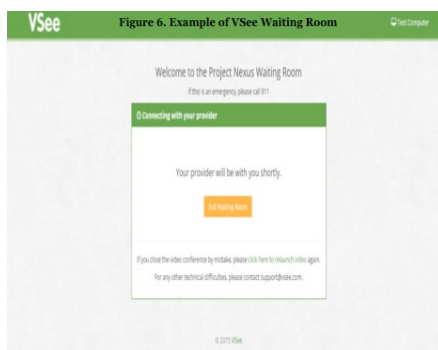 VSee
Figure 6. Example of VSee Waiting Room
Test Computer
Welcome to the Project Nexus Waiting Room
If this is an emergency, please call 911
Connecting with your provider
Your provider will be with you shortly.
Exit Waiting Room
If you close the video conference by mistake, please click here to relaunch video again.
For any other technical difficulties, please contact support@vsee.com.
© 2015 VSee